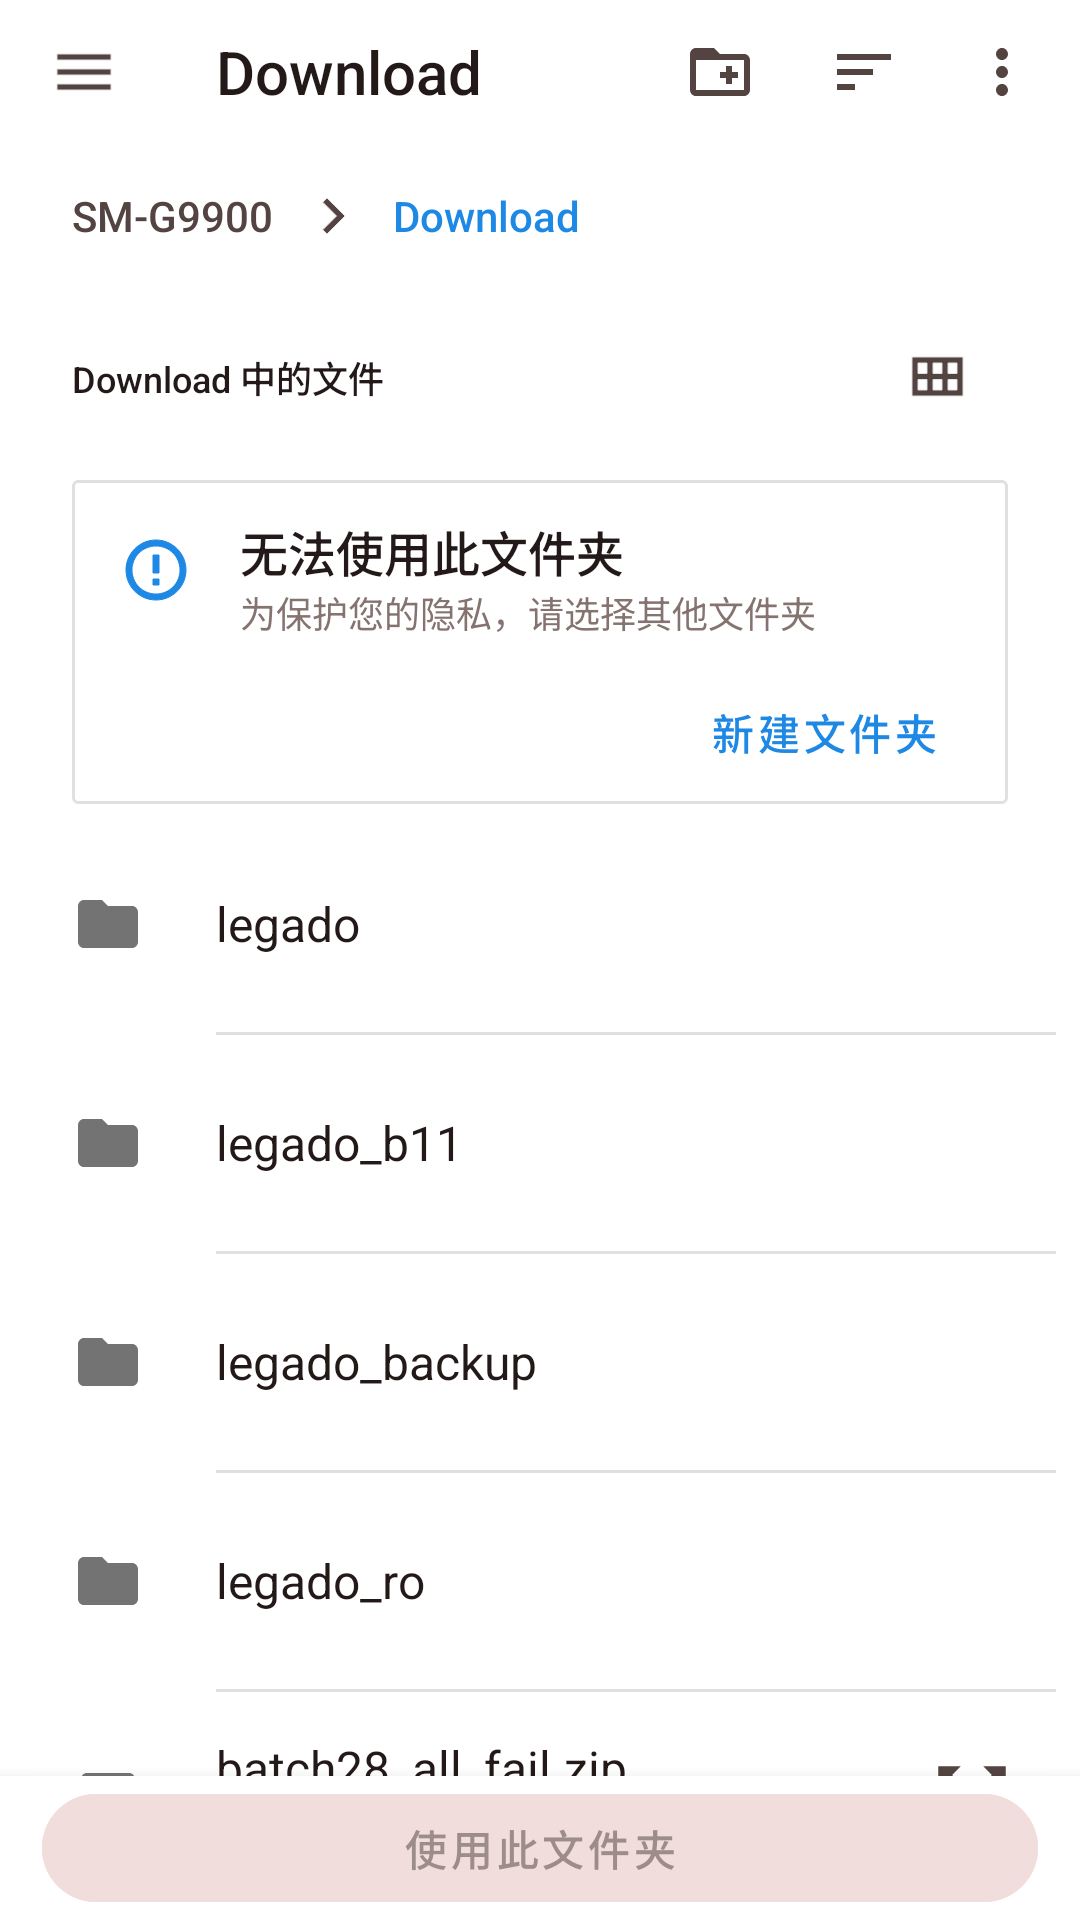 Download
SM-G9900 > Download
Download 中的文件
无法使用此文件夹
为保护您的隐私，请选择其他文件夹
新建文件夹
legado
legado_b11
legado_backup
legado_ro
batch28_all_fail.zip
使用此文件夹